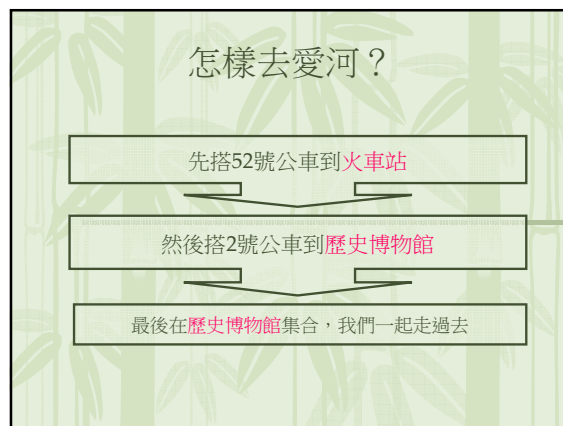 怎樣去愛河？
先搭52號公車到火車站
然後搭2號公車到歷史博物館
最後在歷史博物館集合，我們一起走過去